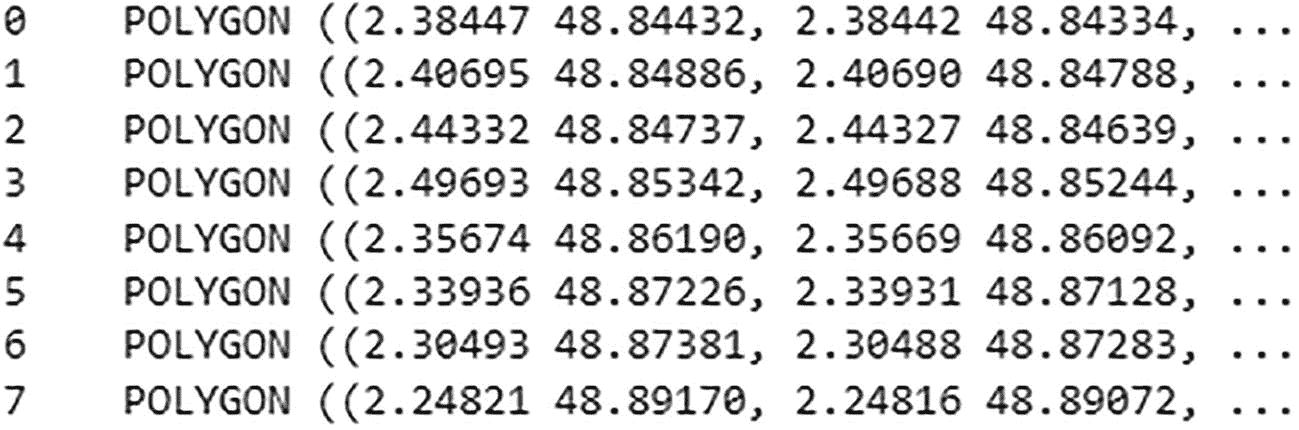 0    POLYGON ((2.38447 48.84432, 2.38442 48.84334, ...
1    POLYGON ((2.40695 48.84886, 2.40690 48.84788, ...
2    POLYGON ((2.44332 48.84737, 2.44327 48.84639, ...
3    POLYGON ((2.49693 48.85342, 2.49688 48.85244, ...
4    POLYGON ((2.35674 48.86190, 2.35669 48.86092, ...
5    POLYGON ((2.33936 48.87226, 2.33931 48.87128, ...
6    POLYGON ((2.30493 48.87381, 2.30488 48.87283, ...
7    POLYGON ((2.24821 48.89170, 2.24816 48.89072, ...